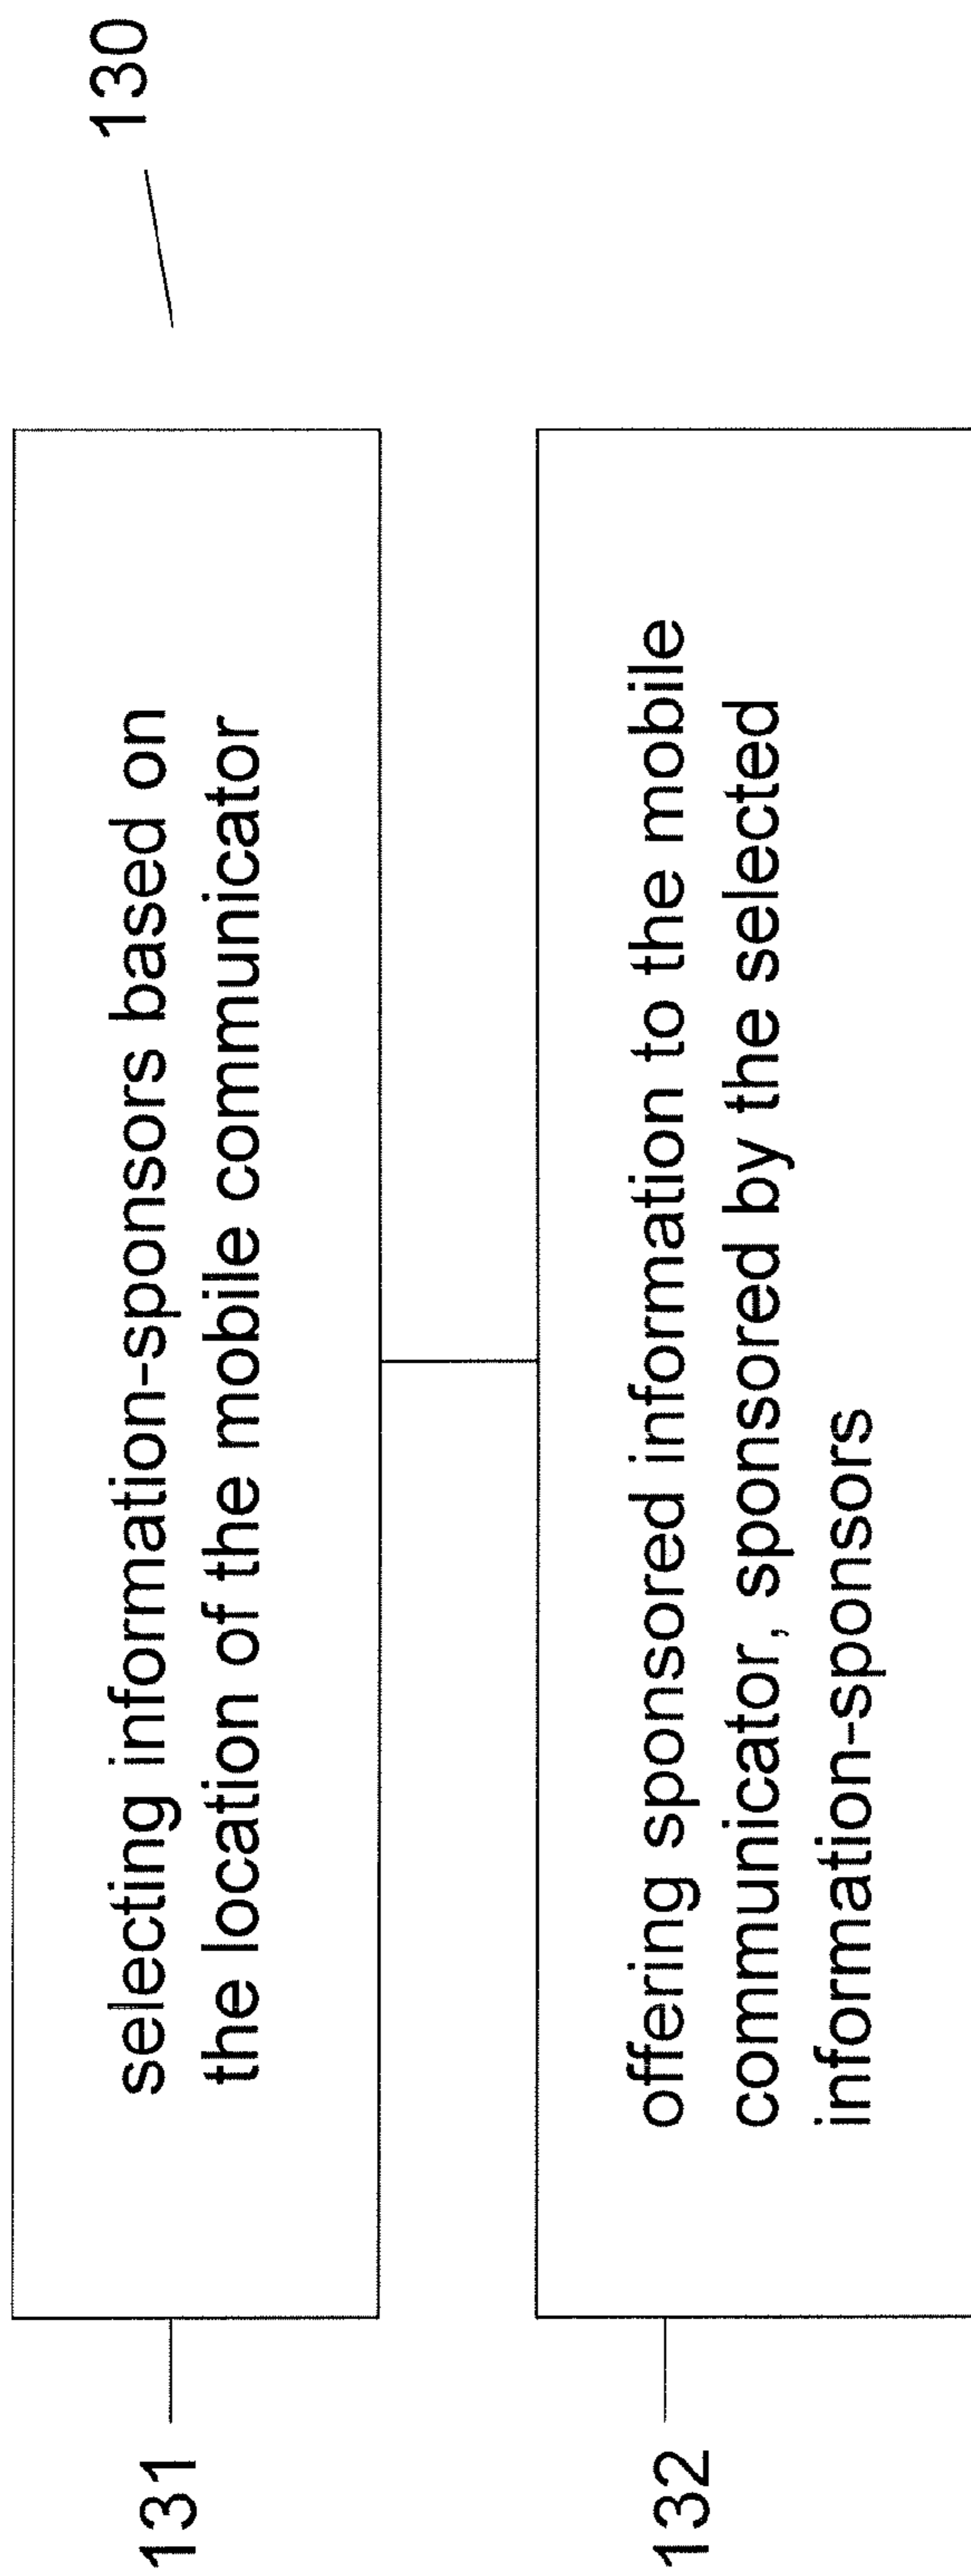 130
131
selecting information-sponsors based on
the location of the mobile communicator
132
offering sponsored information to the mobile
communicator, sponsored by the selected
information-sponsors